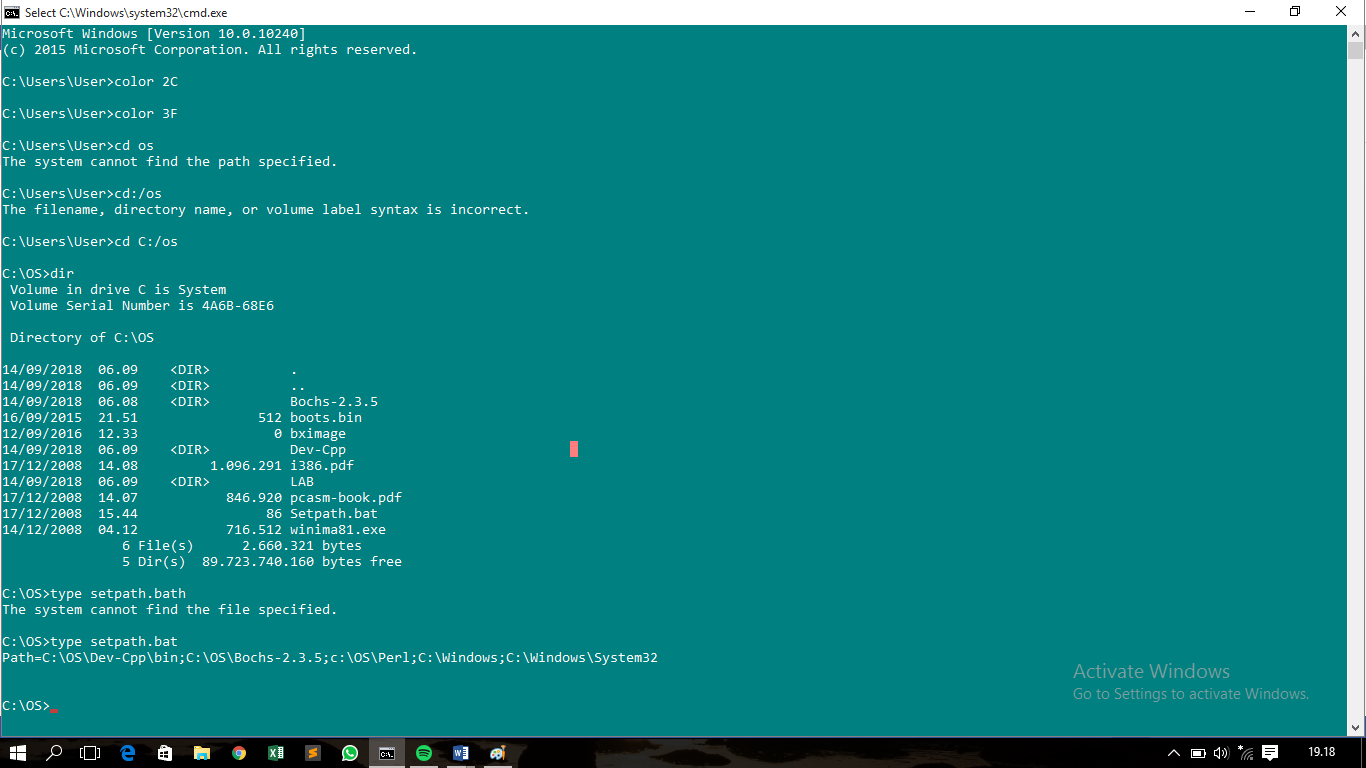 Select C:\Windows\system32\cmd.exe
Microsoft Windows [Version 10.0.10240]
(c) 2015 Microsoft Corporation. All rights reserved.
C:\Users\User>color 2C
C:\Users\User>color 3F
C:\Users\User>cd os
The system cannot find the path specified.
C:\Users\User>cd:/os
The filename, directory name, or volume label syntax is incorrect.
C:\Users\User>cd C:/os
C:\OS>dir
Volume in drive C is System
Volume Serial Number is 4A6B-68E6
Directory of C:\OS
14/09/2018  06.09    <DIR>          .
14/09/2018  06.09    <DIR>          ..
14/09/2018  06.08    <DIR>          Bochs-2.3.5
16/09/2015  21.51               512 boots.bin
12/09/2016  12.33                 0 bximage
14/09/2018  06.09    <DIR>          Dev-Cpp
17/12/2008  14.08         1.096.291 i386.pdf
14/09/2018  06.09    <DIR>          LAB
17/12/2008  14.07           846.920 pcasm-book.pdf
17/12/2008  15.44                86 Setpath.bat
14/12/2008  04.12           716.512 winima81.exe
6 File(s)      2.660.321 bytes
5 Dir(s)  89.723.740.160 bytes free
C:\OS>type setpath.bath
The system cannot find the file specified.
C:\OS>type setpath.bat
Path=C:\OS\Dev-Cpp\bin;C:\OS\Bochs-2.3.5;c:\OS\Perl;C:\Windows;C:\Windows\System32
C:\OS>
Activate Windows
Go to Settings to activate Windows.
19.18